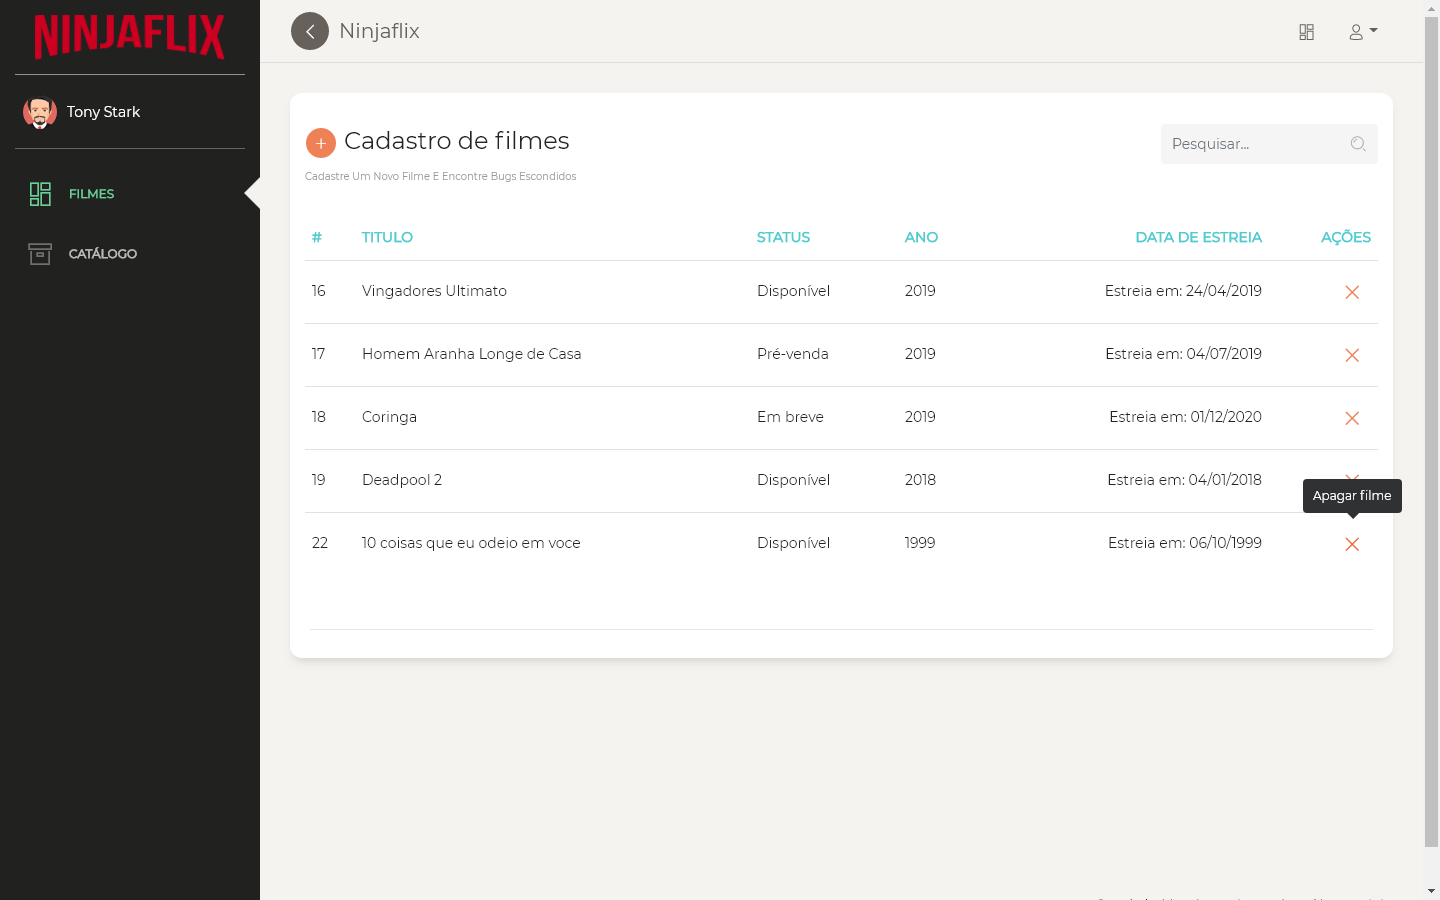 NINJAFLIX
Ninjaflix
Tony Stark
FILMES
CATÁLOGO
+ Cadastro de filmes
Pesquisar...
Cadastre Um Novo Filme E Encontre Bugs Escondidos
# TITULO STATUS ANO DATA DE ESTREIA AÇÕES
16 Vingadores Ultimato Disponível 2019 Estreia em: 24/04/2019
17 Homem Aranha Longe de Casa Pré-venda 2019 Estreia em: 04/07/2019
18 Coringa Em breve 2019 Estreia em: 01/12/2020
19 Deadpool 2 Disponível 2018 Estreia em: 04/01/2018
Apagar filme
22 10 coisas que eu odeio em voce Disponível 1999 Estreia em: 06/10/1999